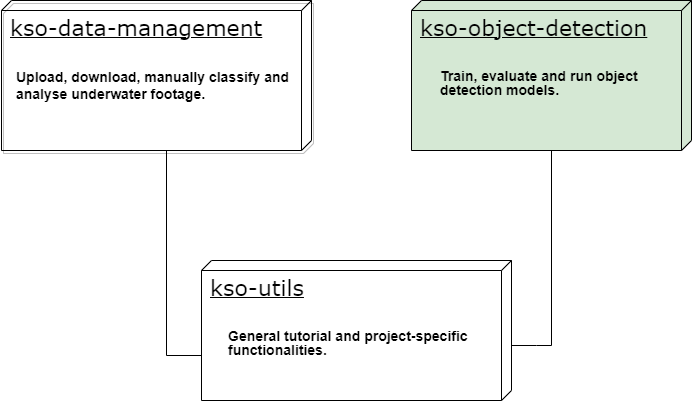 kso-data-management
Upload, download, manually classify and
analyse underwater footage.
kso-object-detection
Train, evaluate and run object
detection models.
kso-utils
General tutorial and project-specific
functionalities.